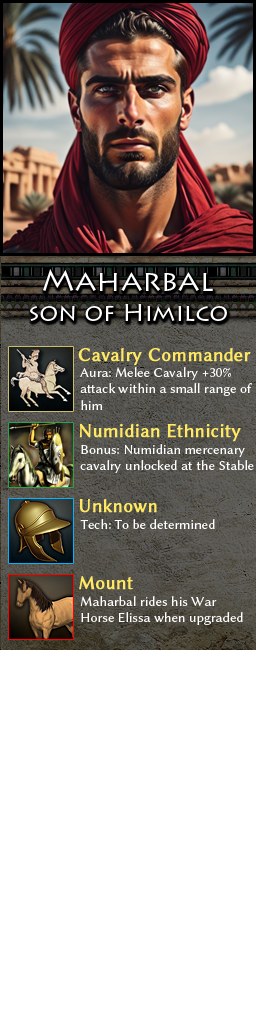 Maharbal
son of Himilco
Cavalry Commander
Aura: Melee Cavalry +30%
attack within a small range of
him
Numidian Ethnicity
Bonus: Numidian mercenary
cavalry unlocked at the Stable
Unknown
Tech: To be determined
Mount
Maharbal rides his War
Horse Elissa when upgraded